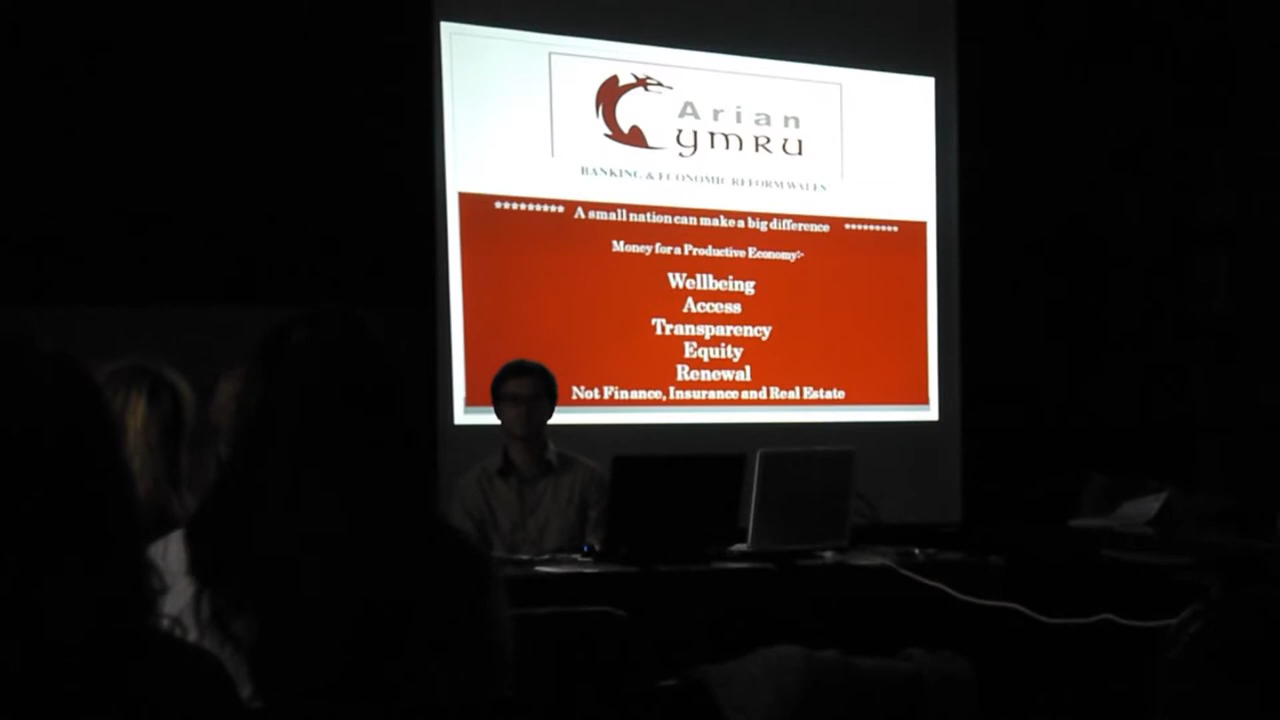 Arian
Cymru
BANKING & ECONOMIC REFORM WALES
********* A small nation can make a big difference *********
Money for a Productive Economy:-
Wellbeing
Access
Transparency
Equity
Renewal
Not Finance, Insurance and Real Estate